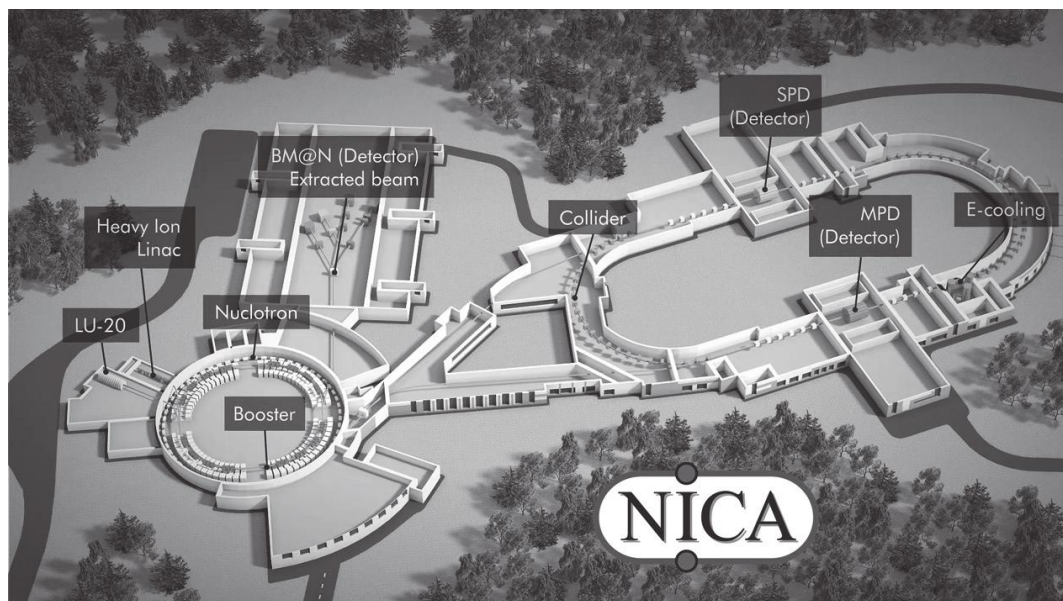 SPD
(Detector)
BM@N (Detector)
Extracted beam
Heavy Ion
Linac
Collider
MPD
(Detector)
E-cooling
LU-20
Nuclotron
Booster
NICA